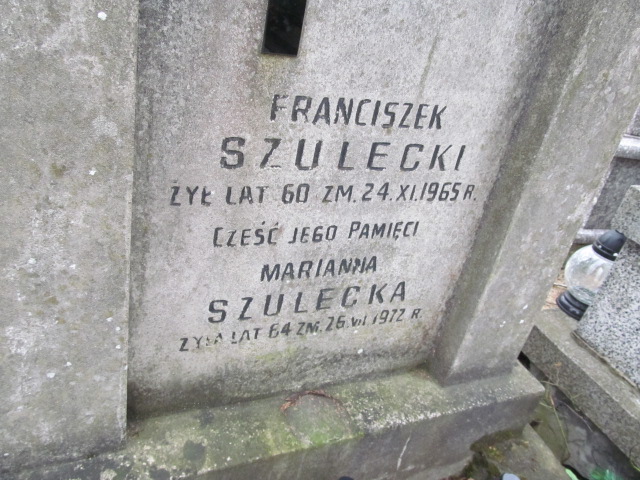 FRANCISZEK
SZULECKI
ŻYŁ LAT 60 ZM. 24.XI.1965 R.
CZEŚĆ JEGO PAMIĘCI
MARIANNA
SZULECKA
ŻYŁA LAT 64 ZM. 26.VII.1972 R.